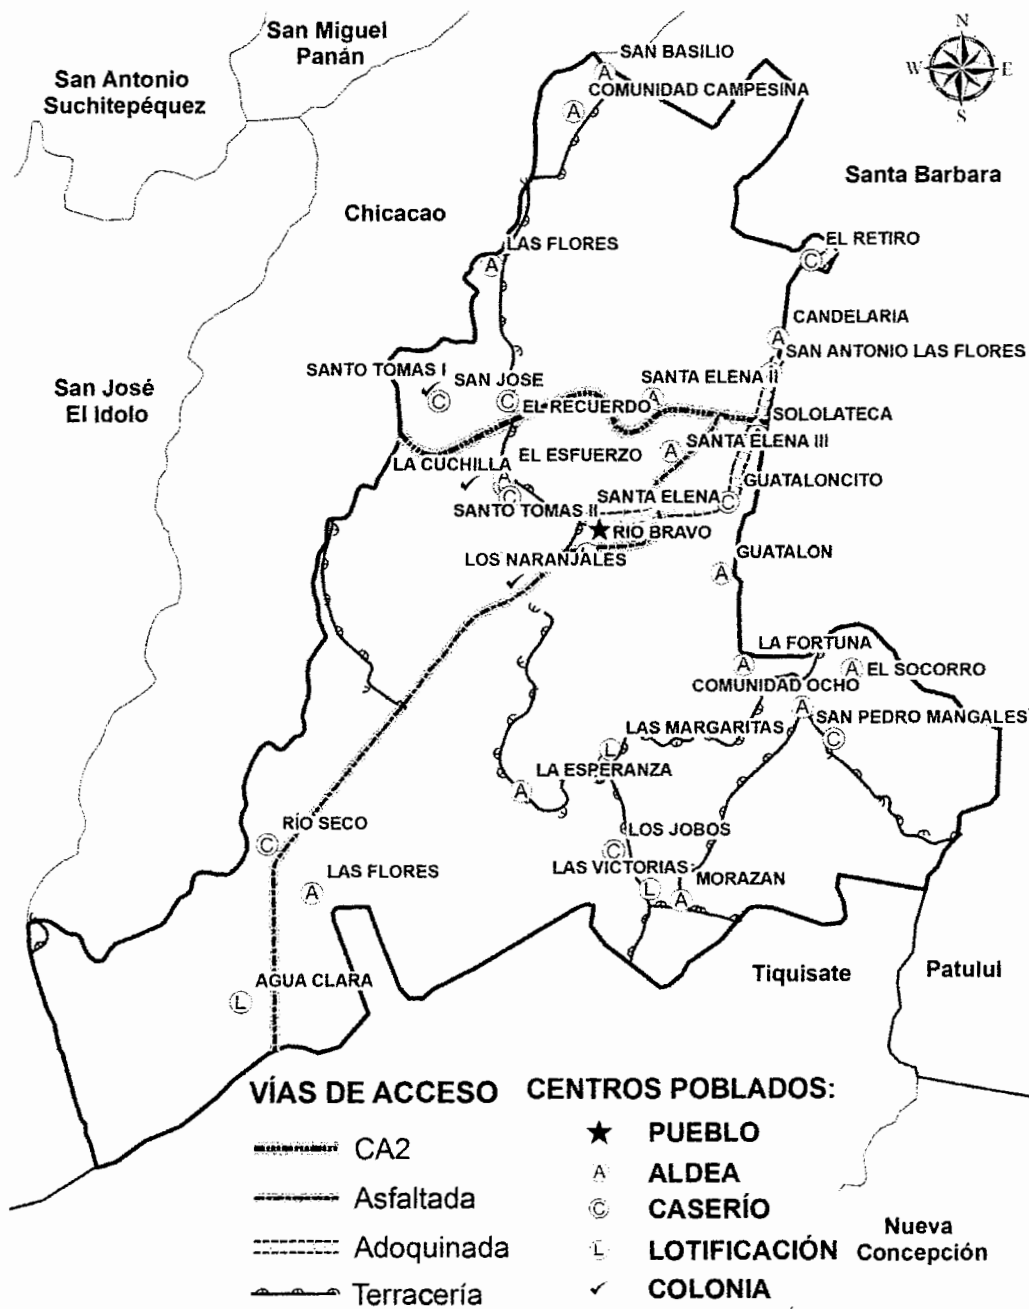 San Miguel
Panán
N
W
E
S
San Antonio
Suchitepéquez
SAN BASILIO
A
COMUNIDAD CAMPESINA
A
Santa Barbara
Chicacao
EL RETIRO
C
LAS FLORES
A
CANDELARIA
A
SAN ANTONIO LAS FLORES
San José
El Idolo
SANTO TOMAS I
C
SAN JOSE
C
SANTA ELENA II
A
EL RECUERDO
SOLOLATECA
SANTA ELENA III
A
LA CUCHILLA
EL ESFUERZO
A
C
GUATALONCITO
SANTO TOMAS II
SANTA ELENA
C
RIO BRAVO
LOS NARANJALES
GUATALON
A
LA FORTUNA
A
A
EL SOCORRO
COMUNIDAD OCHO
A
LAS MARGARITAS
L
SAN PEDRO MANGALES
C
LA ESPERANZA
A
RÍO SECO
C
LOS JOBOS
C
LAS FLORES
A
LAS VICTORIAS
L
MORAZAN
A
Tiquisate
Patului
AGUA CLARA
L
VÍAS DE ACCESO
CA2
Asfaltada
Adoquinada
Terracería
CENTROS POBLADOS:
PUEBLO
A
ALDEA
C
CASERÍO
L
LOTIFICACIÓN
COLONIA
Nueva
Concepción